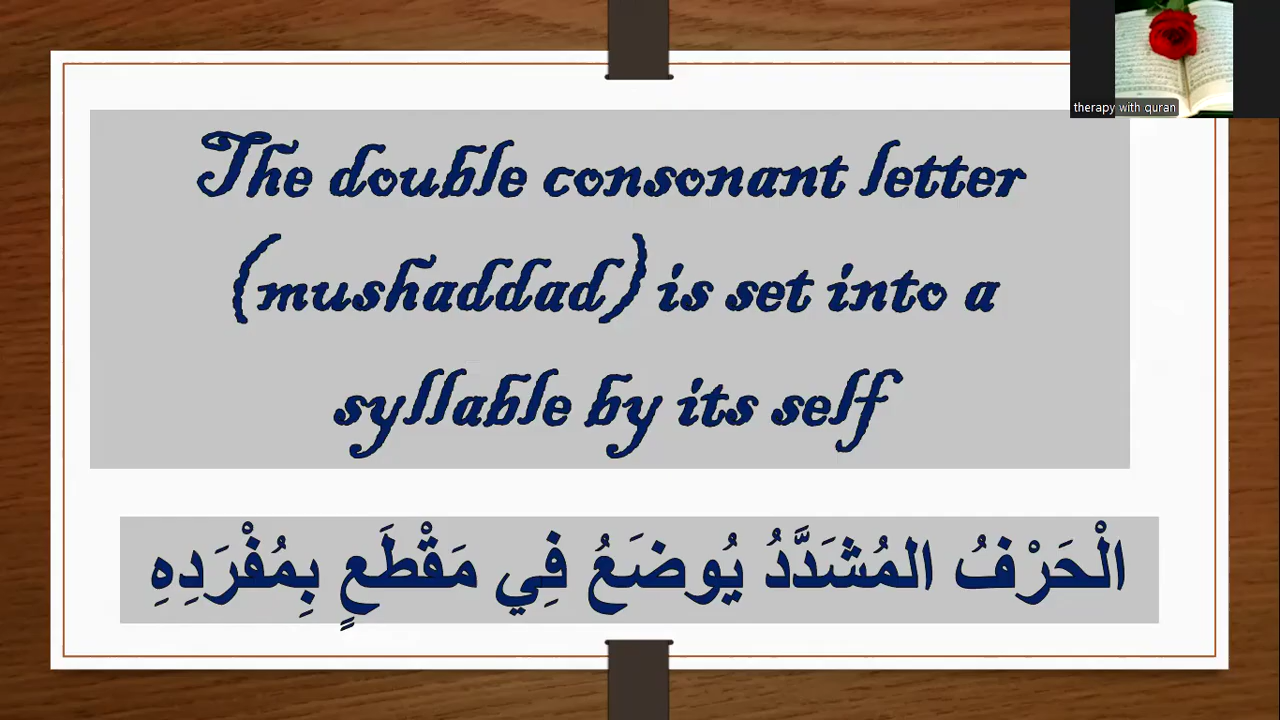 therapy with quran
The double consonant letter
(mushaddad) is set into a
syllable by its self
الْحَرْفُ المُشَدَّدُ يُوضَعُ فِي مَقْطَعٍ بِمُفْرَدِهِ